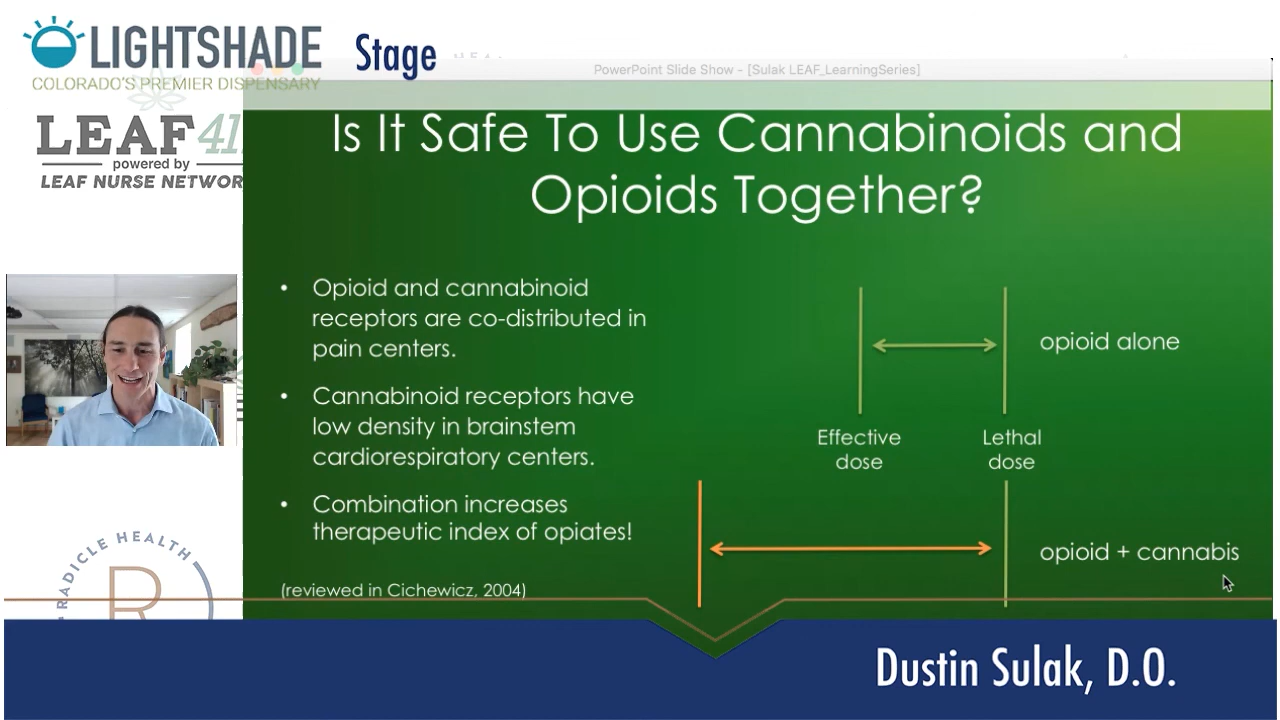 LIGHTSHADE
COLORADO'S PREMIER DISPENSARY
Stage
PowerPoint Slide Show - [Sulak LEAF_LearningSeries]
LEAF 41
powered by
LEAF NURSE NETWOR
Is It Safe To Use Cannabinoids and
Opioids Together?
• Opioid and cannabinoid
receptors are co-distributed in
pain centers.
• Cannabinoid receptors have
low density in brainstem
cardiorespiratory centers.
• Combination increases
therapeutic index of opiates!
(reviewed in Cichewicz, 2004)
opioid alone
Effective
dose
Lethal
dose
opioid + cannabis
RADICLE HEALTH
R
Dustin Sulak, D.O.